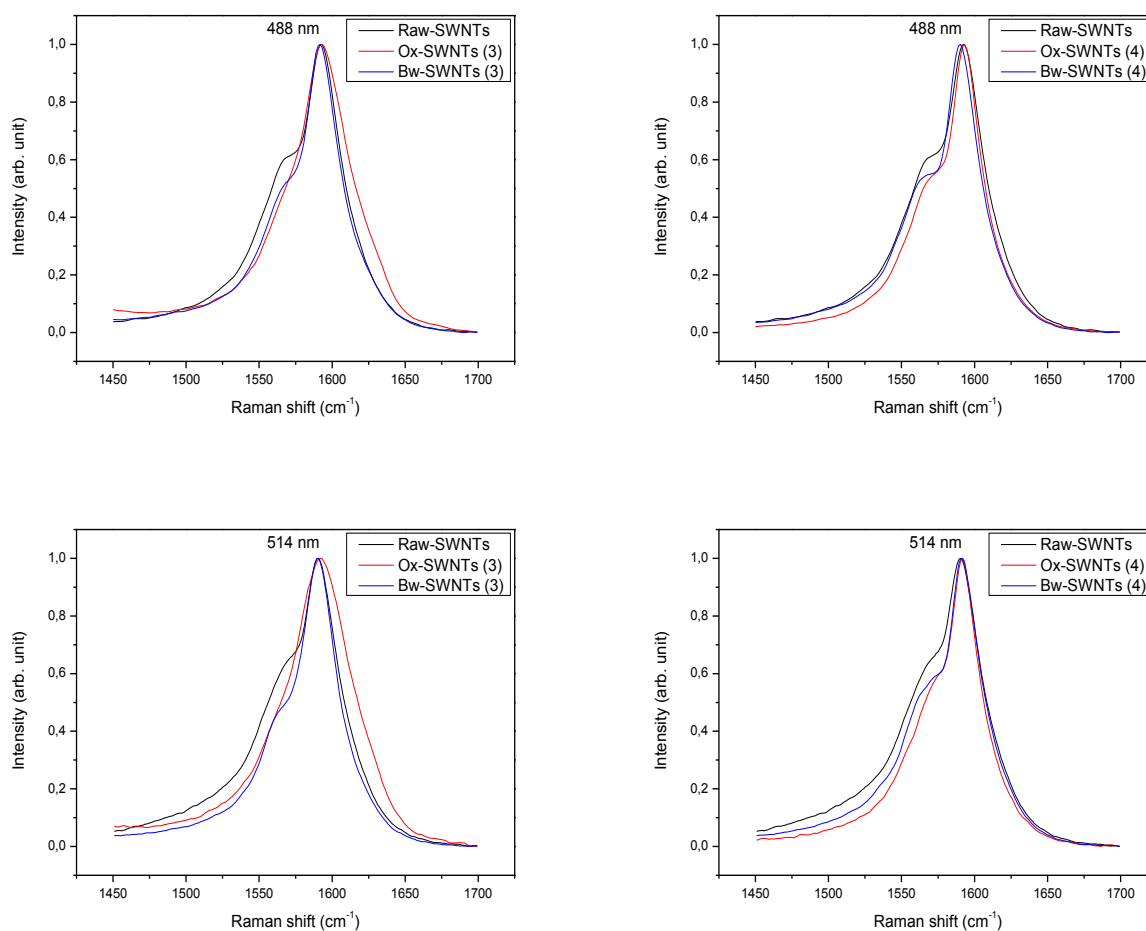 488 nm
Raw-SWNTs
Ox-SWNTs (3)
Bw-SWNTs (3)
1,0
0,8
0,6
0,4
0,2
0,0
Intensity (arb. unit)
1450 1500 1550 1600 1650 1700
Raman shift (cm⁻¹)
488 nm
Raw-SWNTs
Ox-SWNTs (4)
Bw-SWNTs (4)
1,0
0,8
0,6
0,4
0,2
0,0
Intensity (arb. unit)
1450 1500 1550 1600 1650 1700
Raman shift (cm⁻¹)
514 nm
Raw-SWNTs
Ox-SWNTs (3)
Bw-SWNTs (3)
1,0
0,8
0,6
0,4
0,2
0,0
Intensity (arb. unit)
1450 1500 1550 1600 1650 1700
Raman shift (cm⁻¹)
514 nm
Raw-SWNTs
Ox-SWNTs (4)
Bw-SWNTs (4)
1,0
0,8
0,6
0,4
0,2
0,0
Intensity (arb. unit)
1450 1500 1550 1600 1650 1700
Raman shift (cm⁻¹)